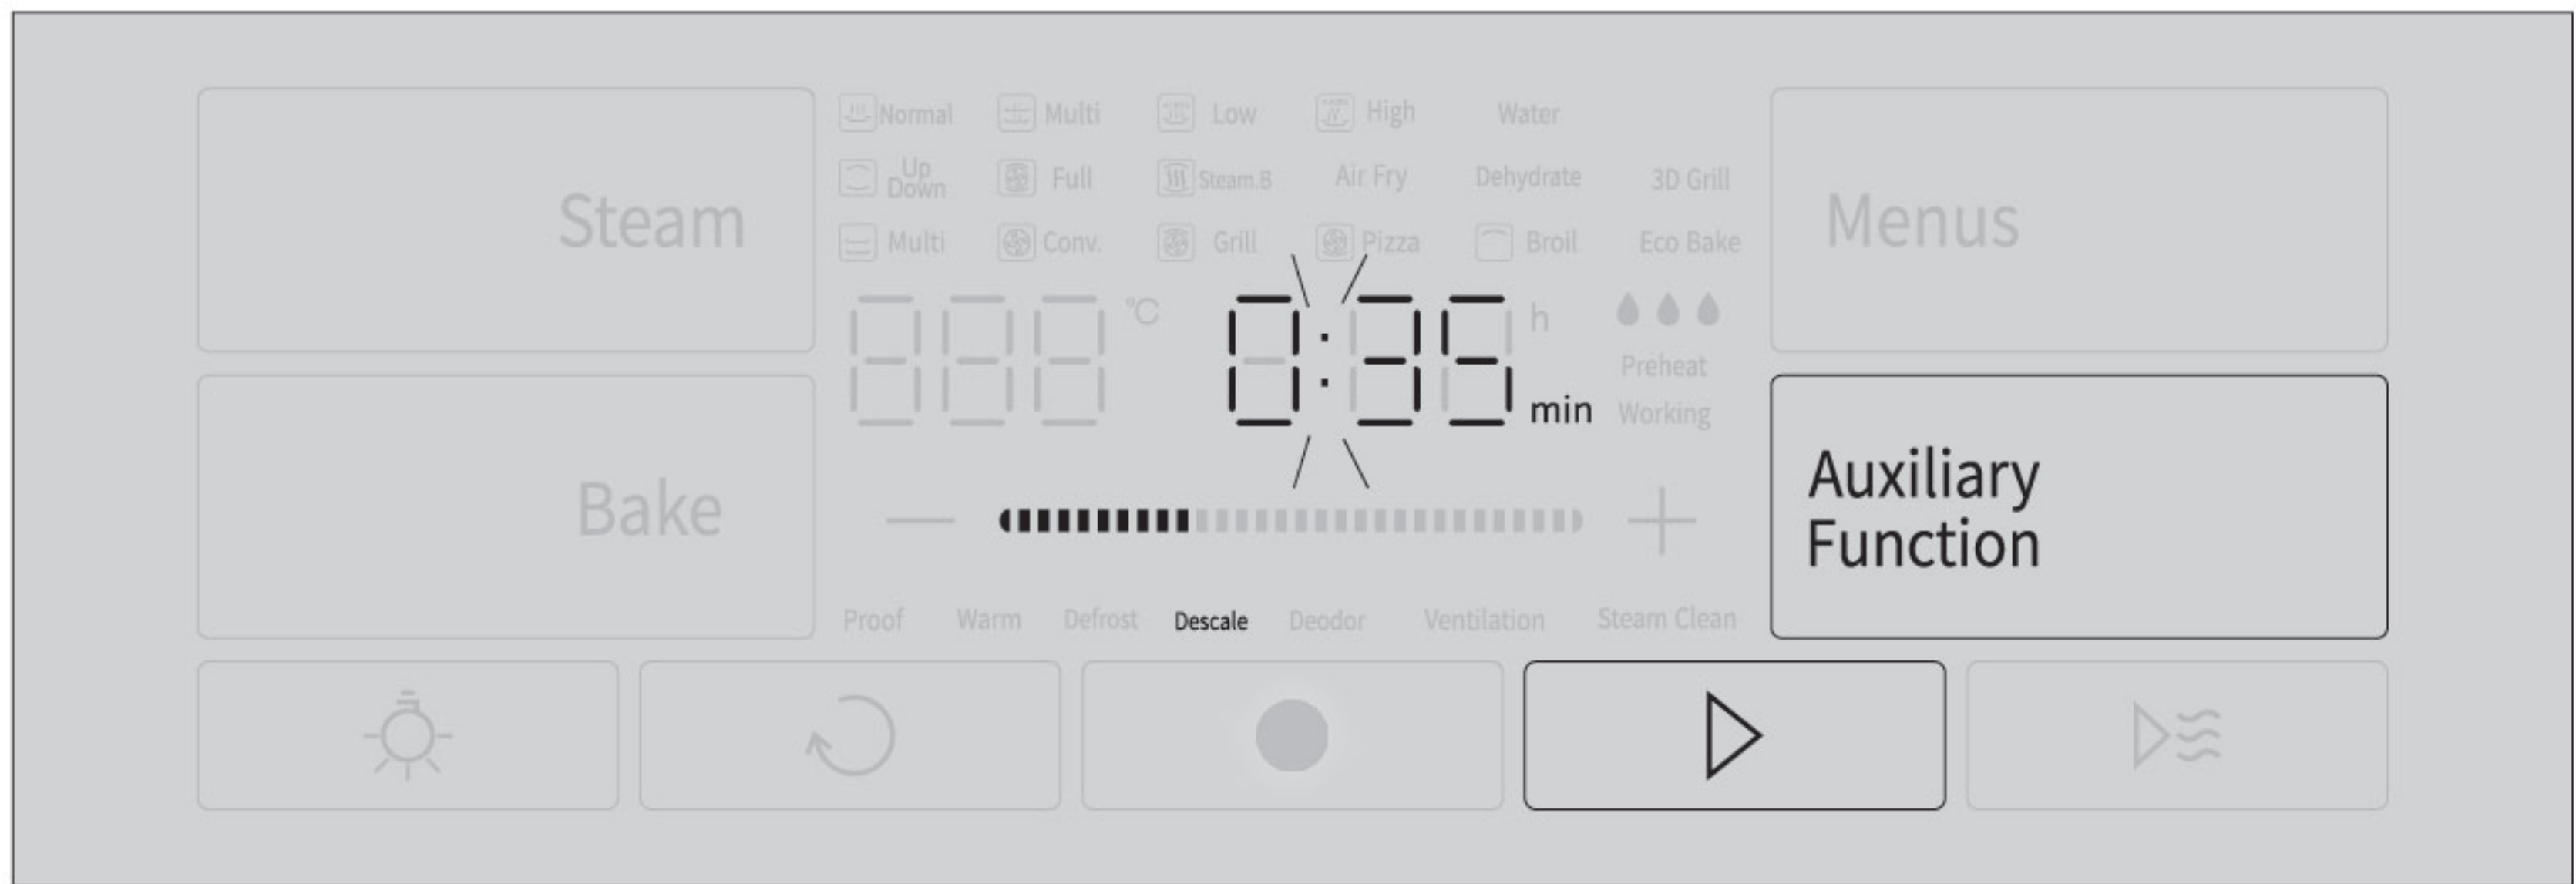 Normal Multi Low High Water
Up
Down Full Steam.B Air Fry Dehydrate 3D Grill
Multi Conv. Grill Pizza Broil Eco Bake
Steam
Menus
888 °C 0:35 h
min
Preheat
Working
Bake
Auxiliary
Function
Proof Warm Defrost Descale Deodor Ventilation Steam Clean